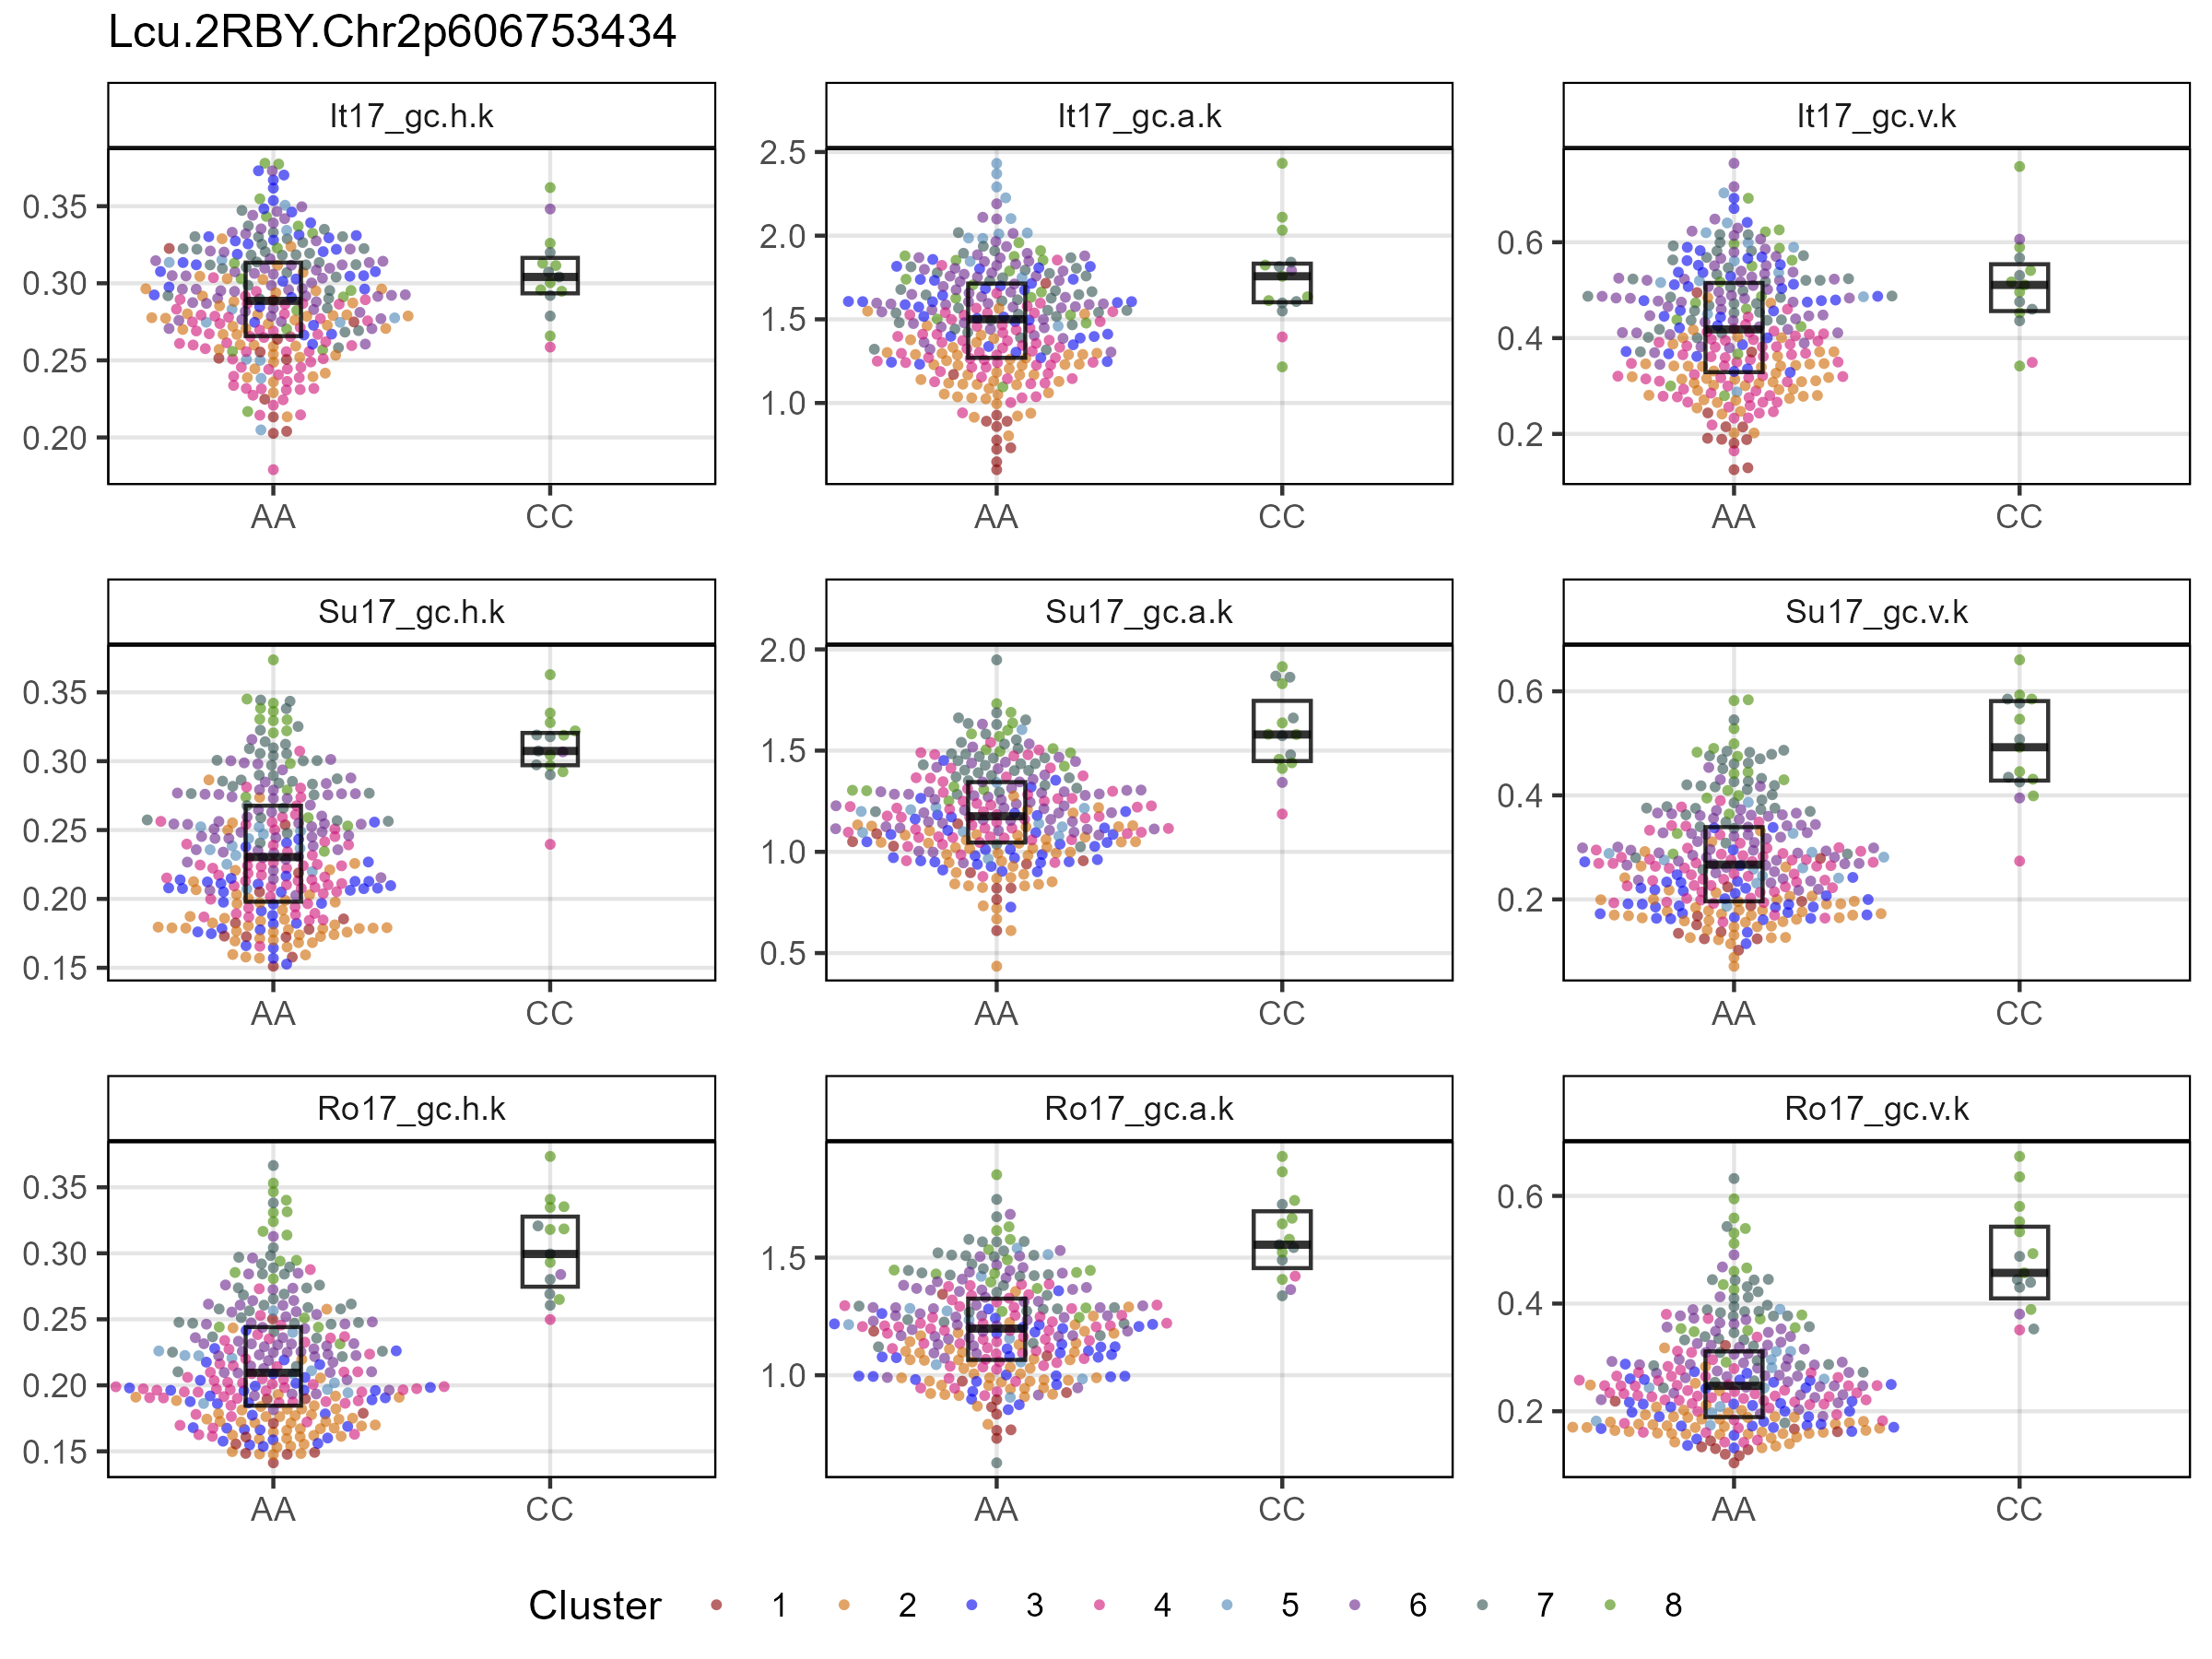 Lcu.2RBY.Chr2p606753434
It17_gc.h.k
It17_gc.a.k
It17_gc.v.k
0.35
0.30
0.25
0.20
2.5
2.0
1.5
1.0
0.6
0.4
0.2
AA
CC
AA
CC
AA
CC
Su17_gc.h.k
Su17_gc.a.k
Su17_gc.v.k
0.35
0.30
0.25
0.20
0.15
2.0
1.5
1.0
0.5
0.6
0.4
0.2
AA
CC
AA
CC
AA
CC
Ro17_gc.h.k
Ro17_gc.a.k
Ro17_gc.v.k
0.35
0.30
0.25
0.20
0.15
1.5
1.0
0.6
0.4
0.2
AA
CC
AA
CC
AA
CC
Cluster 1 2 3 4 5 6 7 8